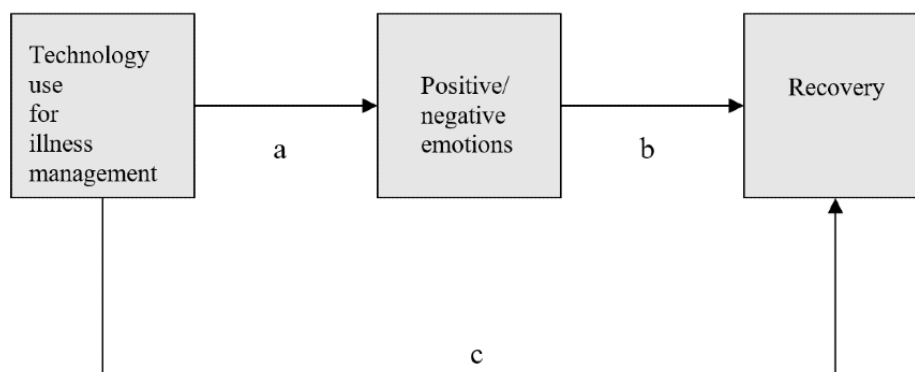 Technology
use
for
illness
management
a
Positive/
negative
emotions
b
Recovery
c